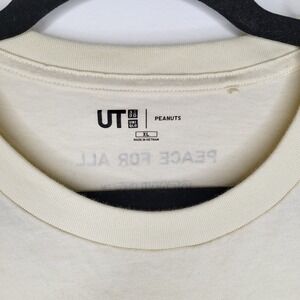 UT UNI QLO | PEANUTS
XL
MADE IN VIETNAM
PEACE FOR ALL